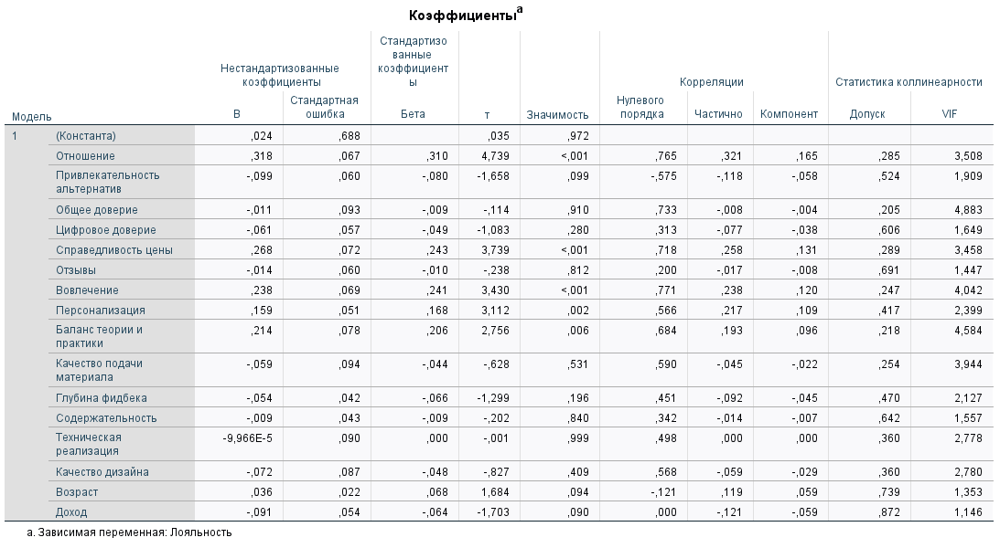 Коэффициентыa
Модель Нестандартизованные коэффициенты Стандартизованные коэффициенты т Значимость Корреляции Статистика коллинеарности
B Стандартная ошибка Бета Нулевого порядка Частично Компонент Допуск VIF
1 (Константа) ,024 ,688 ,035 ,972
Отношение ,318 ,067 ,310 4,739 <,001 ,765 ,321 ,165 ,285 3,508
Привлекательность альтернатив -,099 ,060 -,080 -1,658 ,099 -,575 -,118 -,058 ,524 1,909
Общее доверие -,011 ,093 -,009 -,114 ,910 ,733 -,008 -,004 ,205 4,883
Цифровое доверие -,061 ,057 -,049 -1,083 ,280 ,313 -,077 -,038 ,606 1,649
Справедливость цены ,268 ,072 ,243 3,739 <,001 ,718 ,258 ,131 ,289 3,458
Отзывы -,014 ,060 -,010 -,238 ,812 ,200 -,017 -,008 ,691 1,447
Вовлечение ,238 ,069 ,241 3,430 <,001 ,771 ,238 ,120 ,247 4,042
Персонализация ,159 ,051 ,168 3,112 ,002 ,566 ,217 ,109 ,417 2,399
Баланс теории и практики ,214 ,078 ,206 2,756 ,006 ,684 ,193 ,096 ,218 4,584
Качество подачи материала -,059 ,094 -,044 -,628 ,531 ,590 -,045 -,022 ,254 3,944
Глубина фидбека -,054 ,042 -,066 -1,299 ,196 ,451 -,092 -,045 ,470 2,127
Содержательность -,009 ,043 -,009 -,202 ,840 ,342 -,014 -,007 ,642 1,557
Техническая реализация -9,966E-5 ,090 ,000 -,001 ,999 ,498 ,000 ,000 ,360 2,778
Качество дизайна -,072 ,087 -,048 -,827 ,409 ,568 -,059 -,029 ,360 2,780
Возраст ,036 ,022 ,068 1,684 ,094 -,121 ,119 ,059 ,739 1,353
Доход -,091 ,054 -,064 -1,703 ,090 ,000 -,121 -,059 ,872 1,146
a. Зависимая переменная: Лояльность